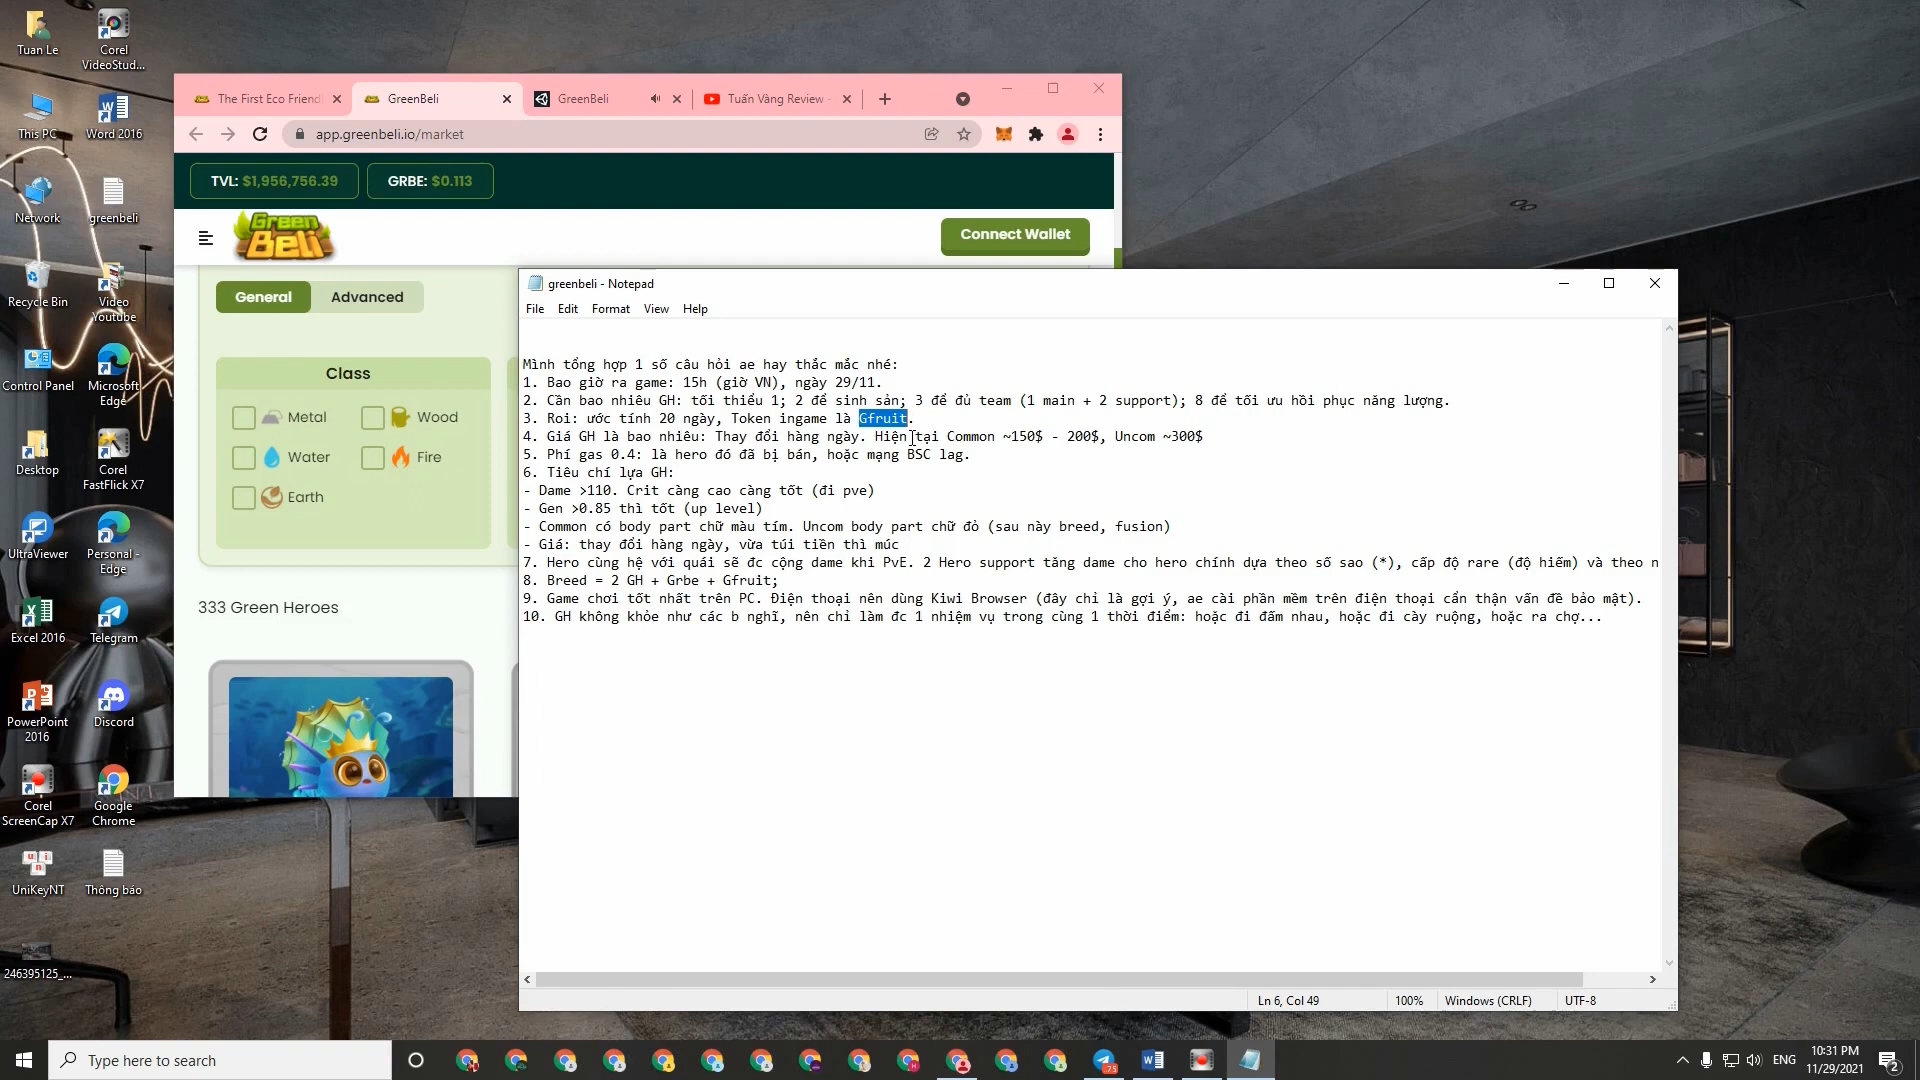 Tuan Le
Corel VideoStud...
This PC
Word 2016
Network
greenbeli
Recycle Bin
Video Youtube
Control Panel
Microsoft Edge
Desktop
Corel FastFlick X7
UltraViewer
Personal - Edge
Excel 2016
Telegram
PowerPoint 2016
Discord
Corel ScreenCap X7
Google Chrome
UniKeyNT
Thông báo
246395125_...
The First Eco Friend
GreenBeli
GreenBeli
Tuấn Vàng Review -
app.greenbeli.io/market
TVL: $1,956,756.39
GRBE: $0.113
Green Beli
Connect Wallet
General
Advanced
Class
Metal
Wood
Water
Fire
Earth
333 Green Heroes
greenbeli - Notepad
File Edit Format View Help
Mình tổng hợp 1 số câu hỏi ae hay thắc mắc nhé:
1. Bao giờ ra game: 15h (giờ VN), ngày 29/11.
2. Cần bao nhiêu GH: tối thiểu 1; 2 để sinh sản; 3 để đủ team (1 main + 2 support); 8 để tối ưu hồi phục năng lượng.
3. Roi: ước tính 20 ngày, Token ingame là Gfruit.
4. Giá GH là bao nhiêu: Thay đổi hàng ngày. Hiện tại Common ~150$ - 200$, Uncom ~300$
5. Phí gas 0.4: là hero đó đã bị bán, hoặc mạng BSC lag.
6. Tiêu chí lựa GH:
- Dame >110. Crit càng cao càng tốt (đi pve)
- Gen >0.85 thì tốt (up level)
- Common có body part chữ màu tím. Uncom body part chữ đỏ (sau này breed, fusion)
- Giá: thay đổi hàng ngày, vừa túi tiền thì múc
7. Hero cùng hệ với quái sẽ đc cộng dame khi PvE. 2 Hero support tăng dame cho hero chính dựa theo số sao (*), cấp độ rare (độ hiếm) và theo n
8. Breed = 2 GH + Grbe + Gfruit;
9. Game chơi tốt nhất trên PC. Điện thoại nên dùng Kiwi Browser (đây chỉ là gợi ý, ae cài phần mềm trên điện thoại cẩn thận vấn đề bảo mật).
10. GH không khỏe như các b nghĩ, nên chỉ làm đc 1 nhiệm vụ trong cùng 1 thời điểm: hoặc đi đấm nhau, hoặc đi cày ruộng, hoặc ra chợ...
Ln 6, Col 49
100%
Windows (CRLF)
UTF-8
Type here to search
75
ENG
10:31 PM
11/29/2021
2